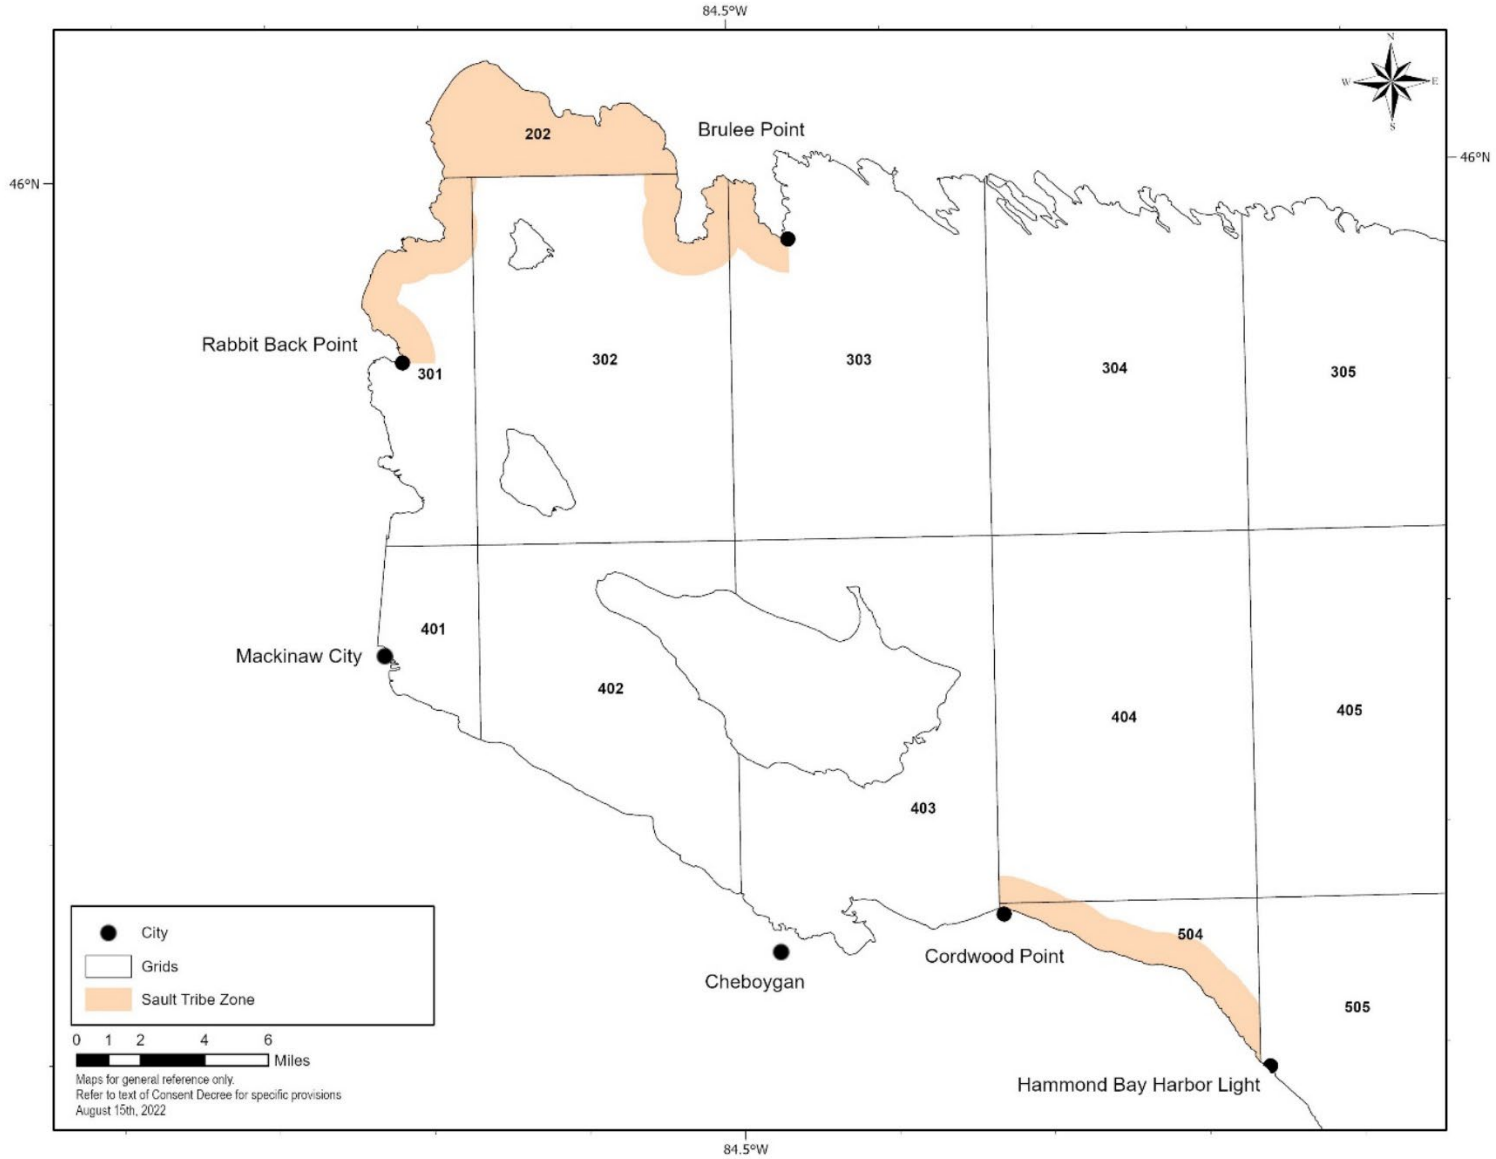 84.5°W
N
W E
S
202
Brulee Point
46°N
46°N
Rabbit Back Point
301
302
303
304
305
401
Mackinaw City
402
404
405
403
504
Cordwood Point
Cheboygan
505
Hammond Bay Harbor Light
City
Grids
Sault Tribe Zone
0 1 2 4 6
Miles
Maps for general reference only.
Refer to text of Consent Decree for specific provisions
August 15th, 2022
84.5°W